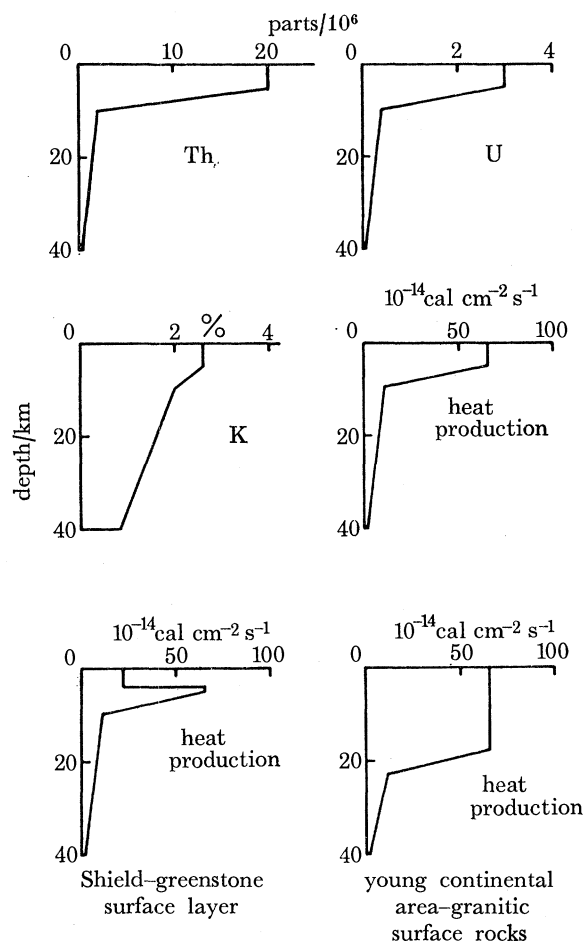 parts/10⁶
0 10 20
20
40
Th
0 2 4
20
40
U
%
0 2 4
20
40
depth/km
K
10⁻¹⁴cal cm⁻² s⁻¹
0 50 100
20
40
heat
production
10⁻¹⁴cal cm⁻² s⁻¹
0 50 100
20
40
heat
production
Shield–greenstone
surface layer
10⁻¹⁴cal cm⁻² s⁻¹
0 50 100
20
40
heat
production
young continental
area–granitic
surface rocks